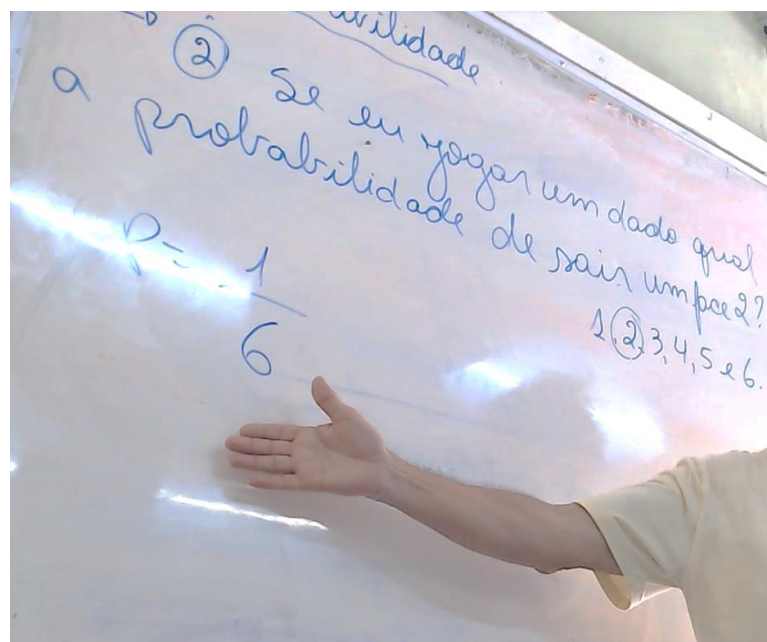 ② Se eu jogar um dado qual
a probabilidade de sair um face 2?
1, 2, 3, 4, 5 e 6.
P = 1
6